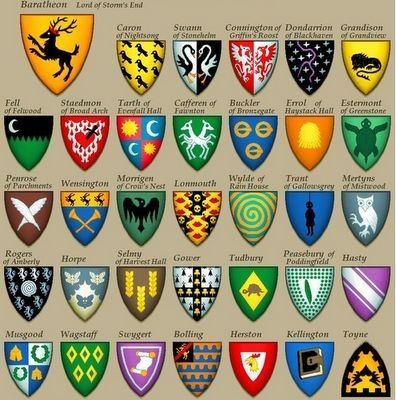 Baratheon Lord of Storm's End
Caron of Nightsong
Swann of Stonehelm
Connington of Griffin's Roost
Dondarrion of Blackhaven
Grandison of Grandview
Fell of Felwood
Staedmon of Broad Arch
Tarth of Evenfall Hall
Cafferen of Fawnton
Buckler of Bronzegate
Errol of Haystack Hall
Estermont of Greenstone
Penrose of Parchments
Wensington
Morrigen of Crow's Nest
Lonmouth
Wylde of Rain House
Trant of Gallowsgrey
Mertyns of Mistwood
Rogers of Amberly
Horpe
Selmy of Harvest Hall
Gower
Tudbury
Peasebury of Poddingfield
Hasty
Musgood
Wagstaff
Swygert
Bolling
Herston
Kellington
Toyne